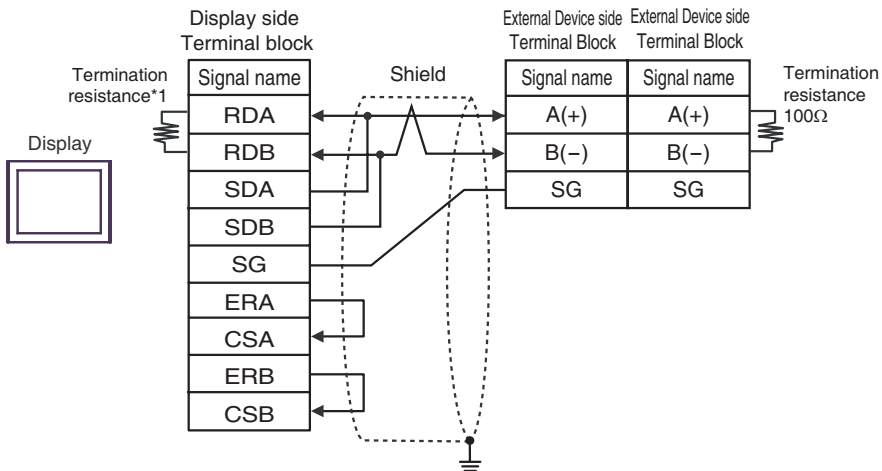 Display side
Terminal block
External Device side
Terminal Block
External Device side
Terminal Block
Termination
resistance*1
Signal name
Shield
Signal name
Signal name
Termination
resistance
100Ω
RDA
A(+)
A(+)
Display
RDB
B(−)
B(−)
SDA
SG
SG
SDB
SG
ERA
CSA
ERB
CSB